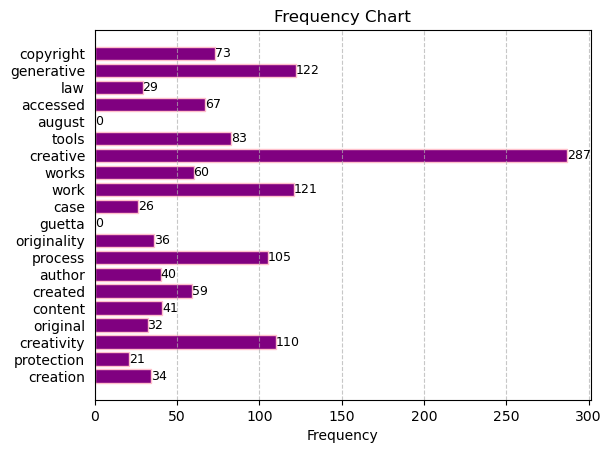 Frequency Chart
copyright 73
generative 122
law 29
accessed 67
august 0
tools 83
creative 287
works 60
work 121
case 26
guetta 0
originality 36
process 105
author 40
created 59
content 41
original 32
creativity 110
protection 21
creation 34
0 50 100 150 200 250 300
Frequency